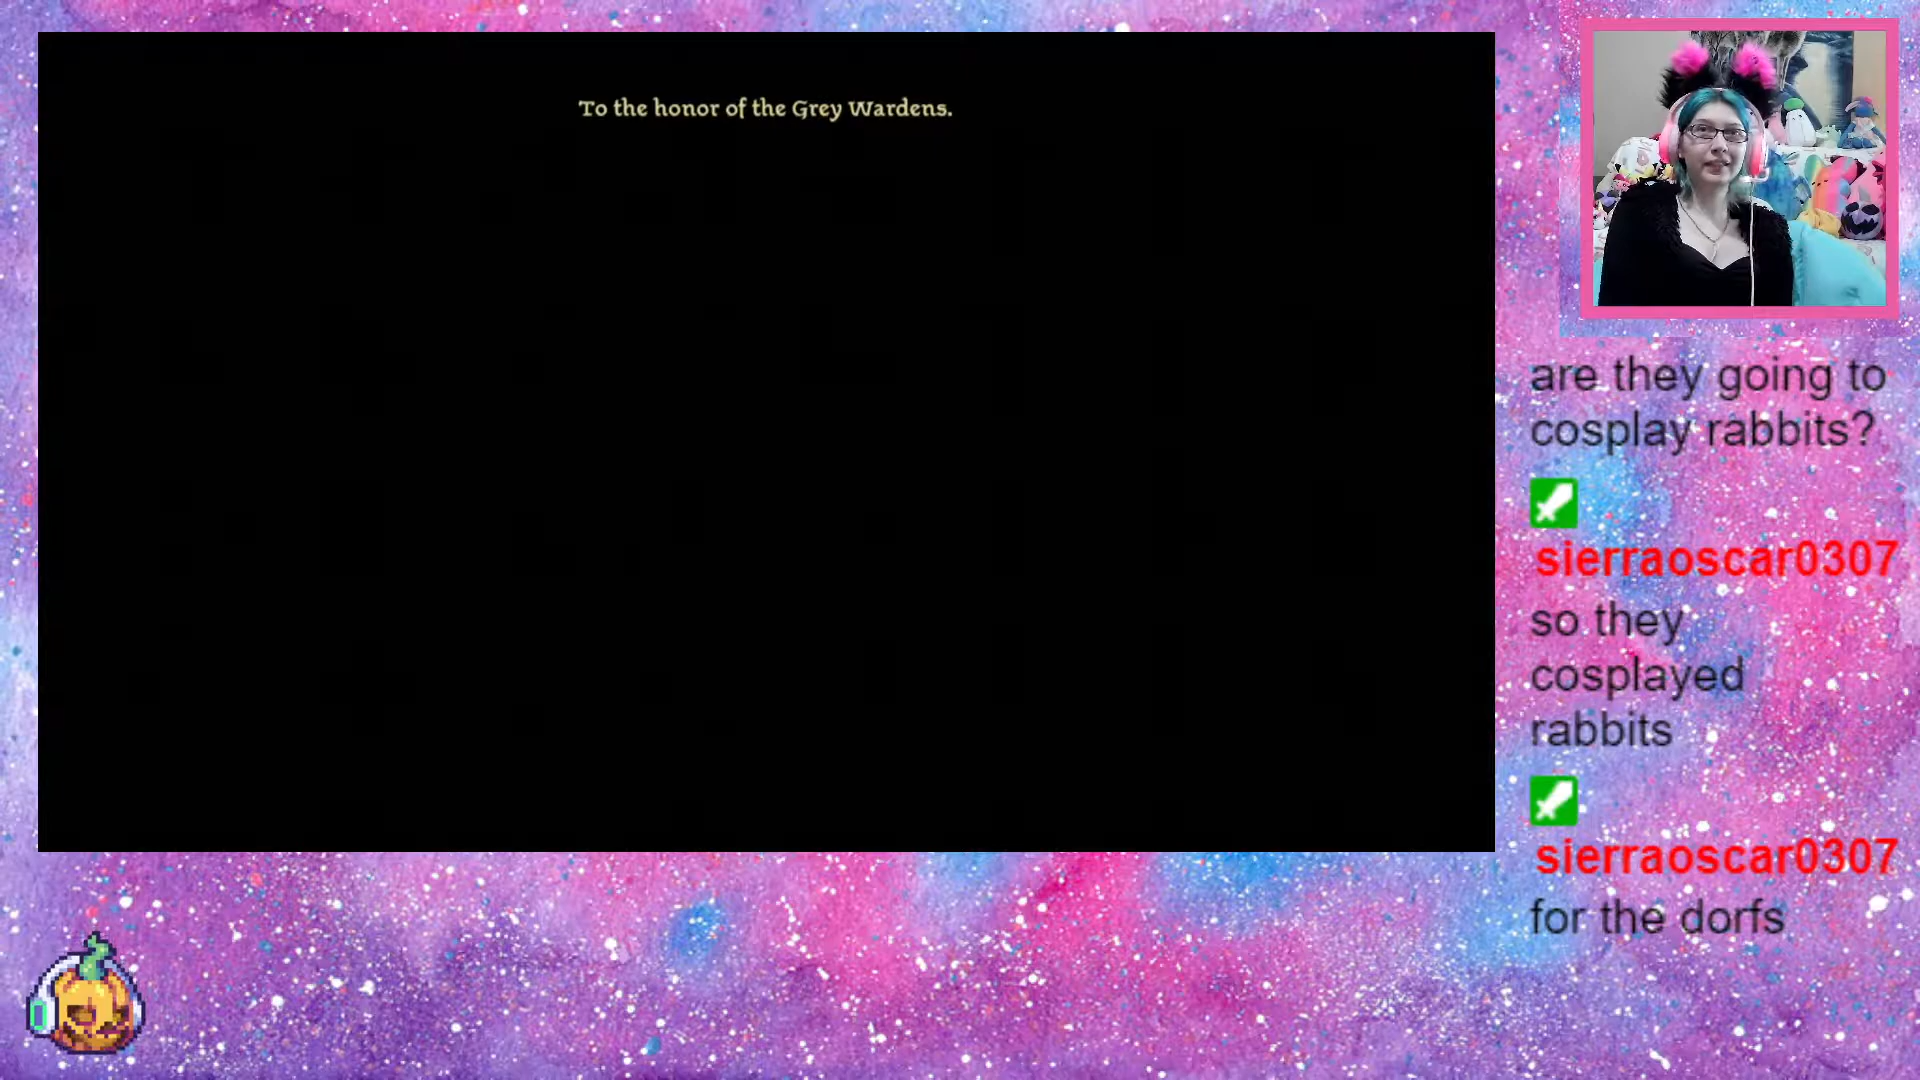 To the honor of the Grey Wardens.
are they going to
cosplay rabbits?
sierraoscar0307
so they
cosplayed
rabbits
sierraoscar0307
for the dorfs